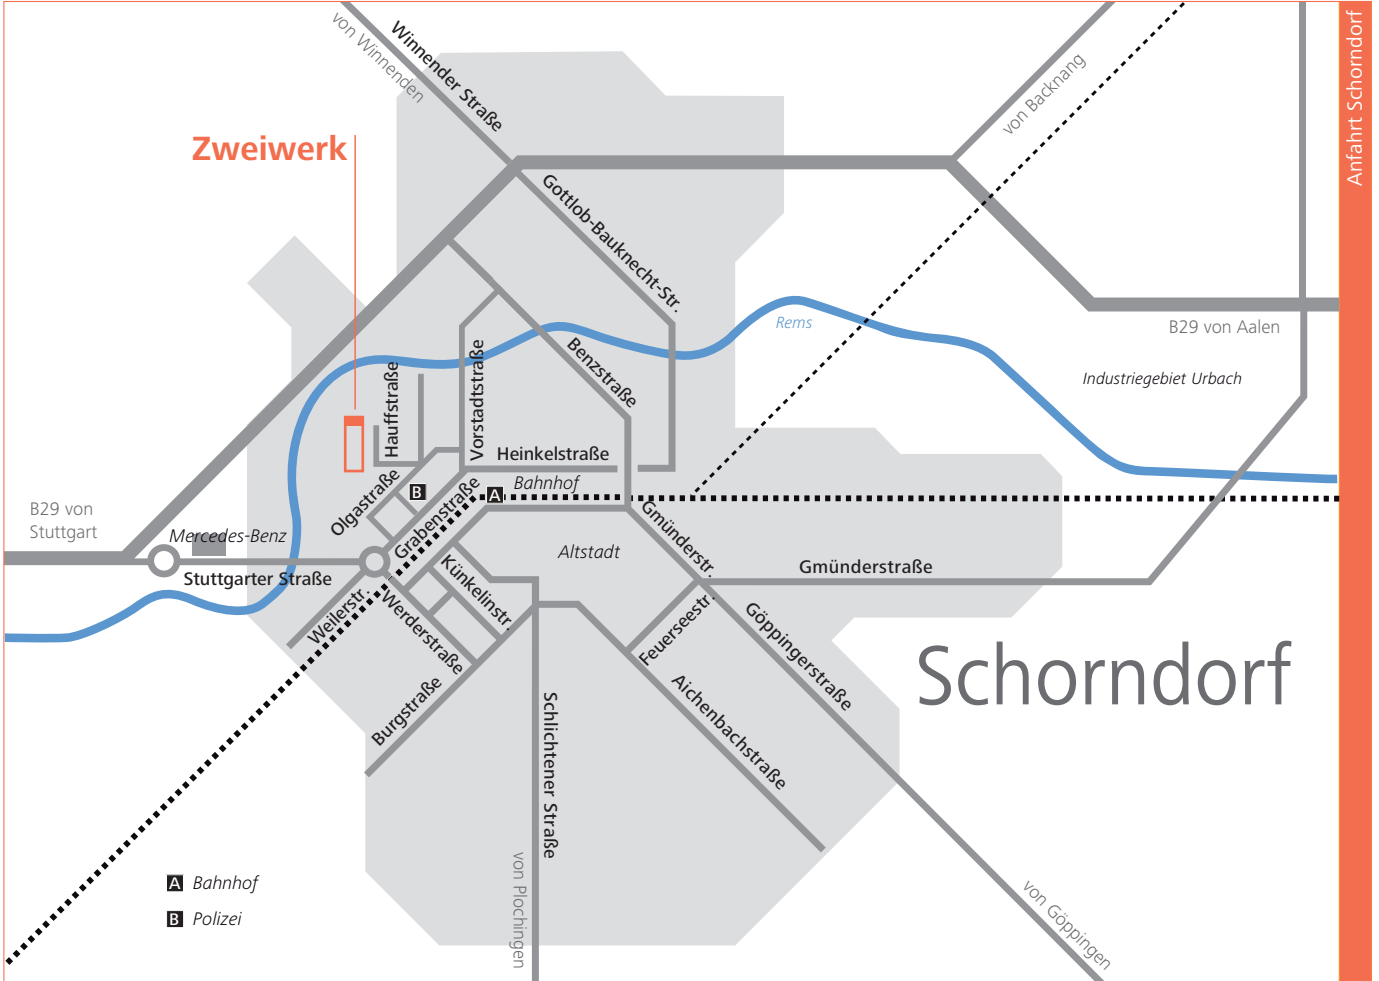 von Winnenden
Winnender Straße
von Backnang
Anfahrt Schorndorf
Zweiwerk
Gottlob-Bauknecht-Str.
Rems
B29 von Aalen
Benzstraße
Vorstadtstraße
Hauffstraße
Industriegebiet Urbach
Heinkelstraße
Bahnhof
A
B
Olgastraße
Grabenstraße
B29 von
Stuttgart
Mercedes-Benz
Stuttgarter Straße
Altstadt
Gmünderstr.
Gmünderstraße
Künkelinstr.
Weilerstr.
Werderstraße
Feuerseestr.
Göppingerstraße
Schorndorf
Burgstraße
Aichenbachstraße
Schlichtener Straße
von Plochingen
von Göppingen
A Bahnhof
B Polizei